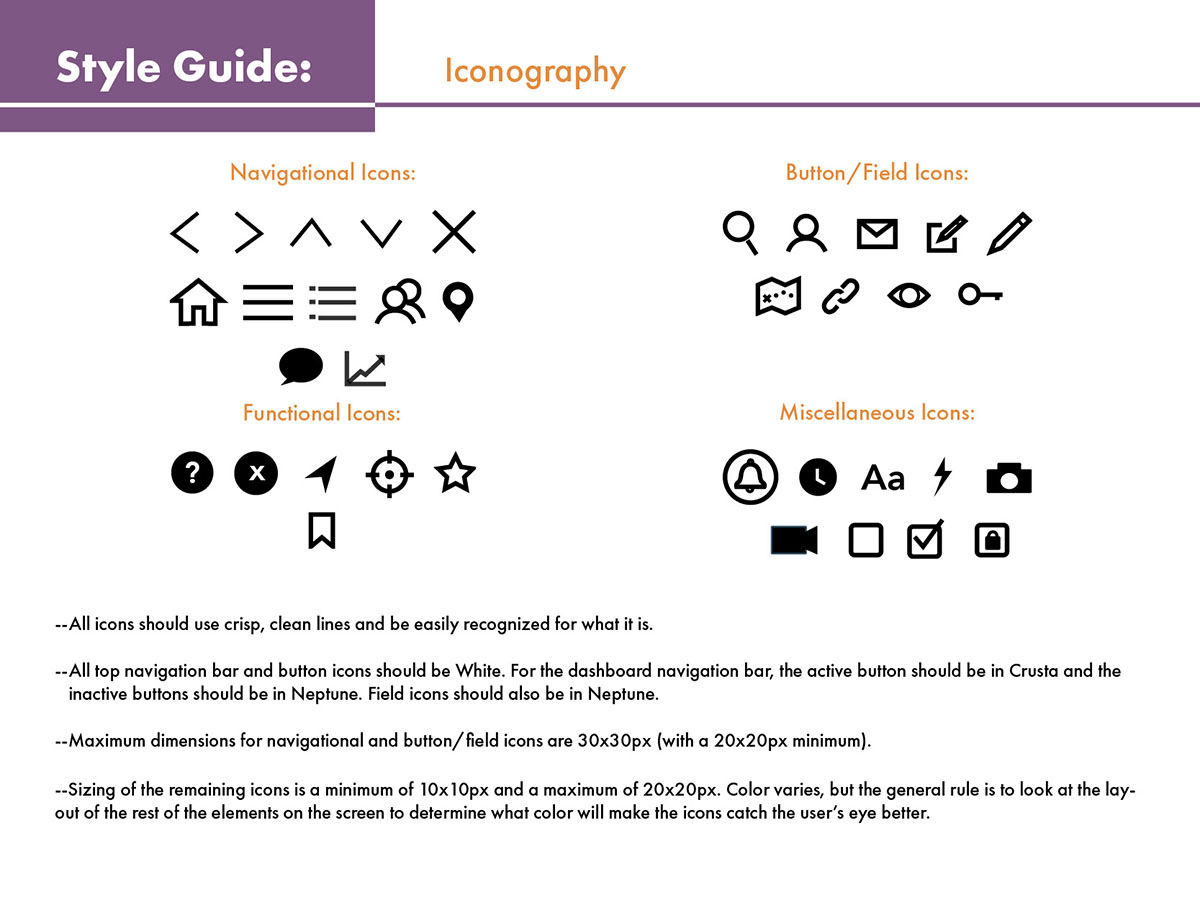 Style Guide:
Iconography
Navigational Icons:
Button/Field Icons:
Functional Icons:
Miscellaneous Icons:
?
x
Aa
--All icons should use crisp, clean lines and be easily recognized for what it is.
--All top navigation bar and button icons should be White. For the dashboard navigation bar, the active button should be in Crusta and the
inactive buttons should be in Neptune. Field icons should also be in Neptune.
--Maximum dimensions for navigational and button/field icons are 30x30px (with a 20x20px minimum).
--Sizing of the remaining icons is a minimum of 10x10px and a maximum of 20x20px. Color varies, but the general rule is to look at the lay-
out of the rest of the elements on the screen to determine what color will make the icons catch the user’s eye better.